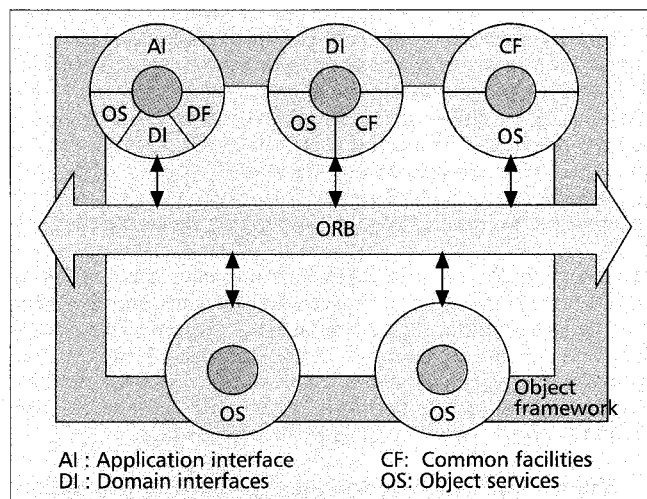 AI
DI
CF
OS
DF
DI
OS
CF
OS
ORB
OS
OS
Object
framework
AI : Application interface
CF: Common facilities
DI : Domain interfaces
OS: Object services